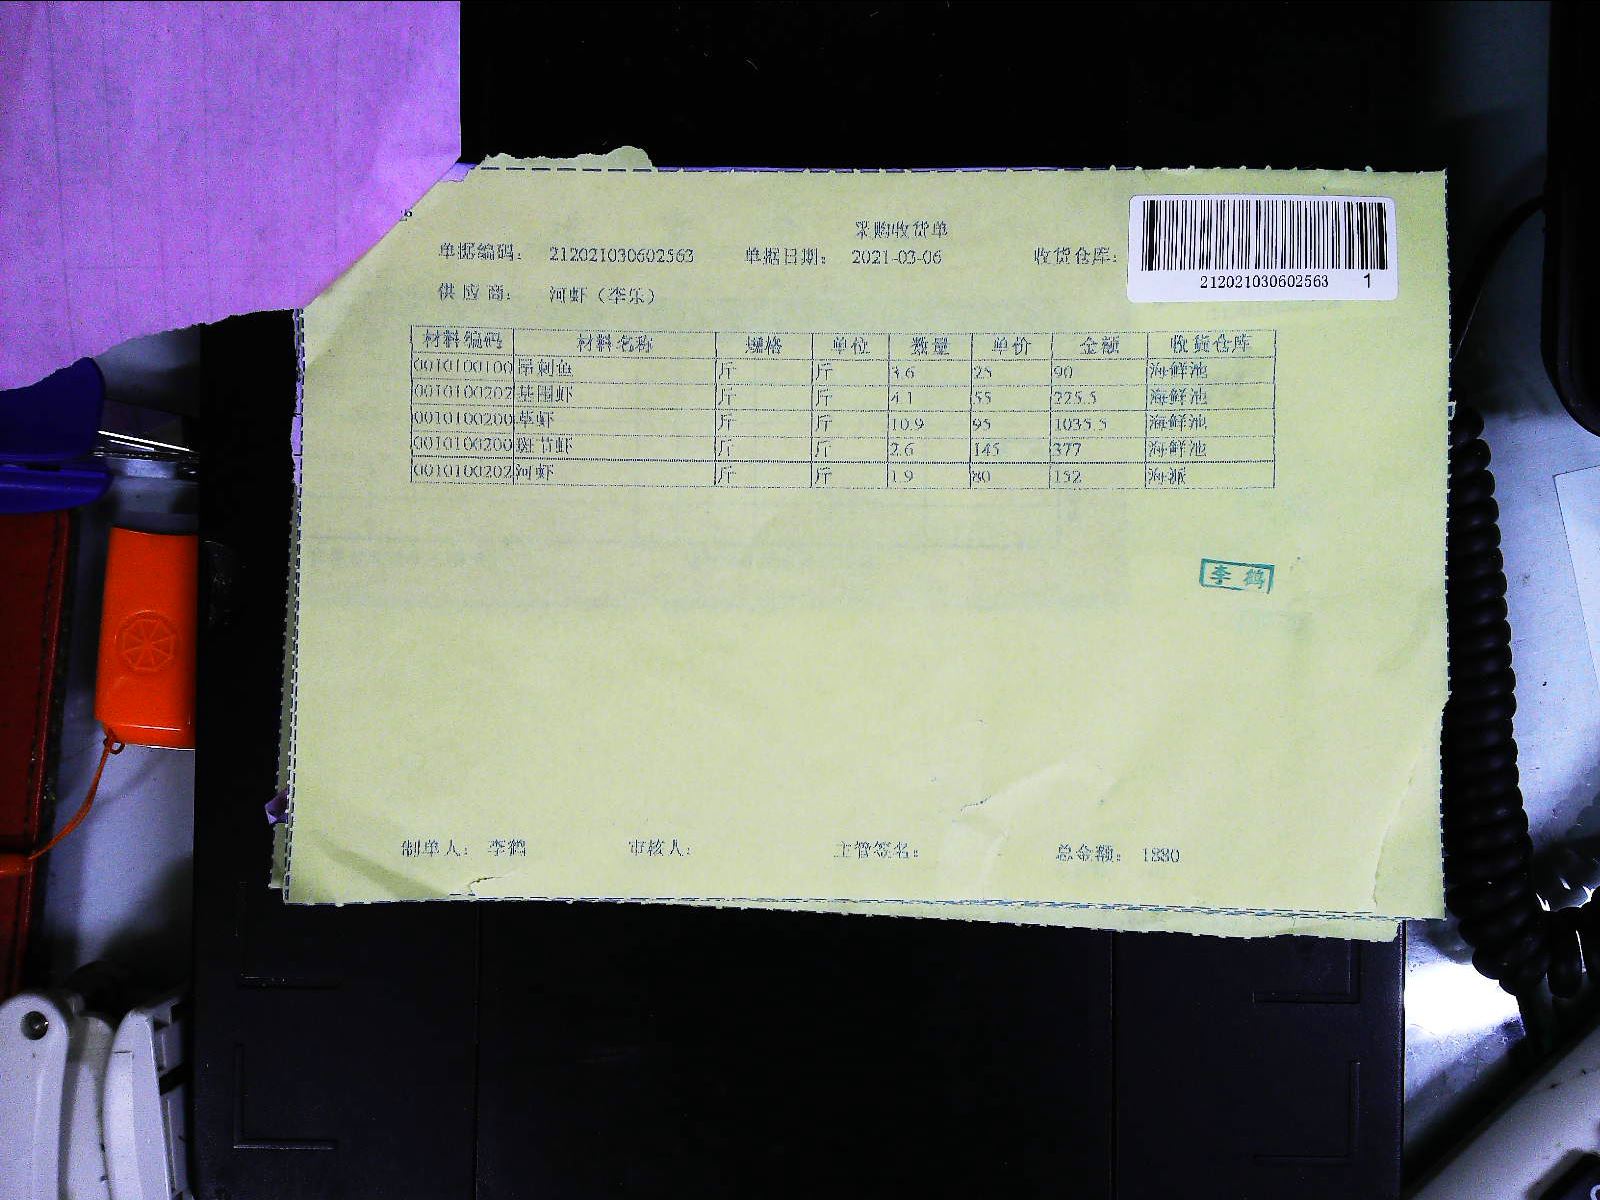 采购收货单
单据编码： 212021030602563 单据日期： 2021-03-06 收货仓库：
212021030602563 1
供应商： 河虾（李乐）
材料编码 材料名称 规格 单位 数量 单价 金额 收货仓库
0010100100 昂刺鱼 斤 斤 3.6 25 90 海鲜池
0010100202 基围虾 斤 斤 4.1 55 225.5 海鲜池
0010100200 草虾 斤 斤 10.9 95 1035.5 海鲜池
0010100200 斑节虾 斤 斤 2.6 145 377 海鲜池
0010100202 河虾 斤 斤 1.9 80 152 海派
李鹤
制单人： 李鹤 审核人： 主管签名： 总金额： 1880